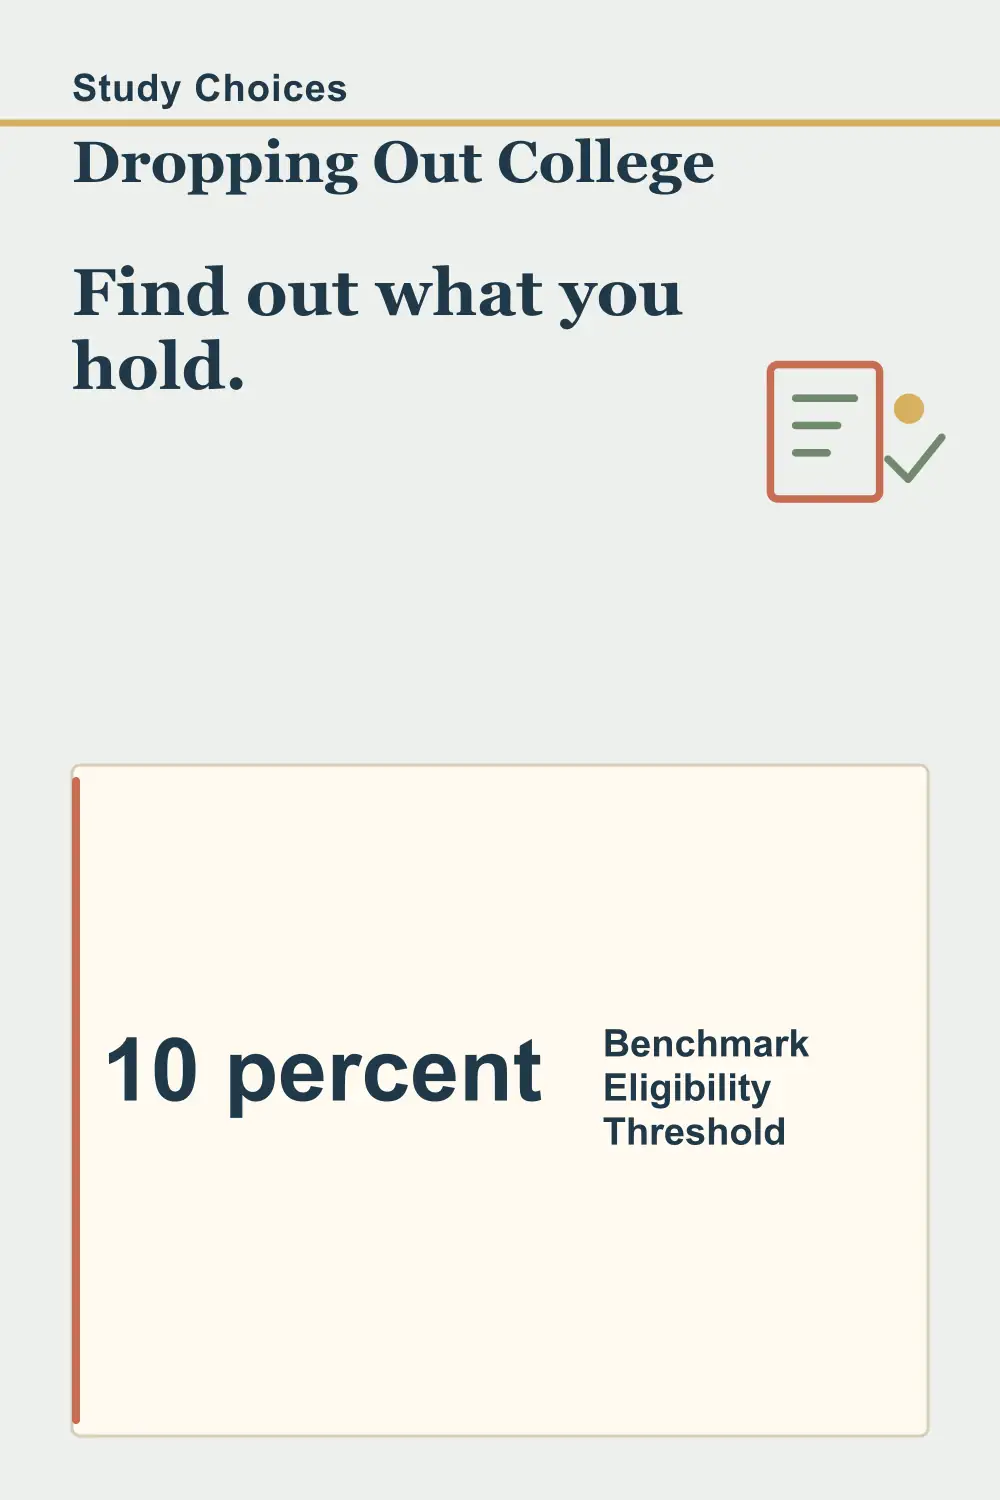 Study Choices
Dropping Out College
Find out what you
hold.
10 percent
Benchmark
Eligibility
Threshold